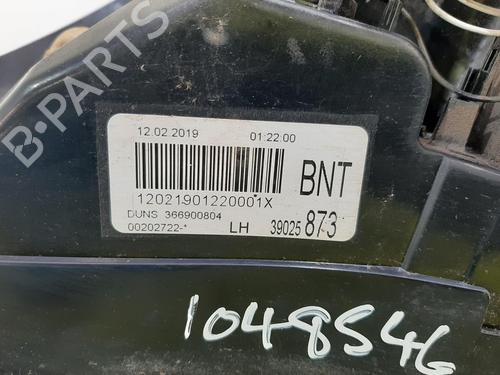 B-PARTS
12.02.2019 01:22:00
BNT
12021901220001X
DUNS 366900804
00202722-* LH 39025 873
1048546